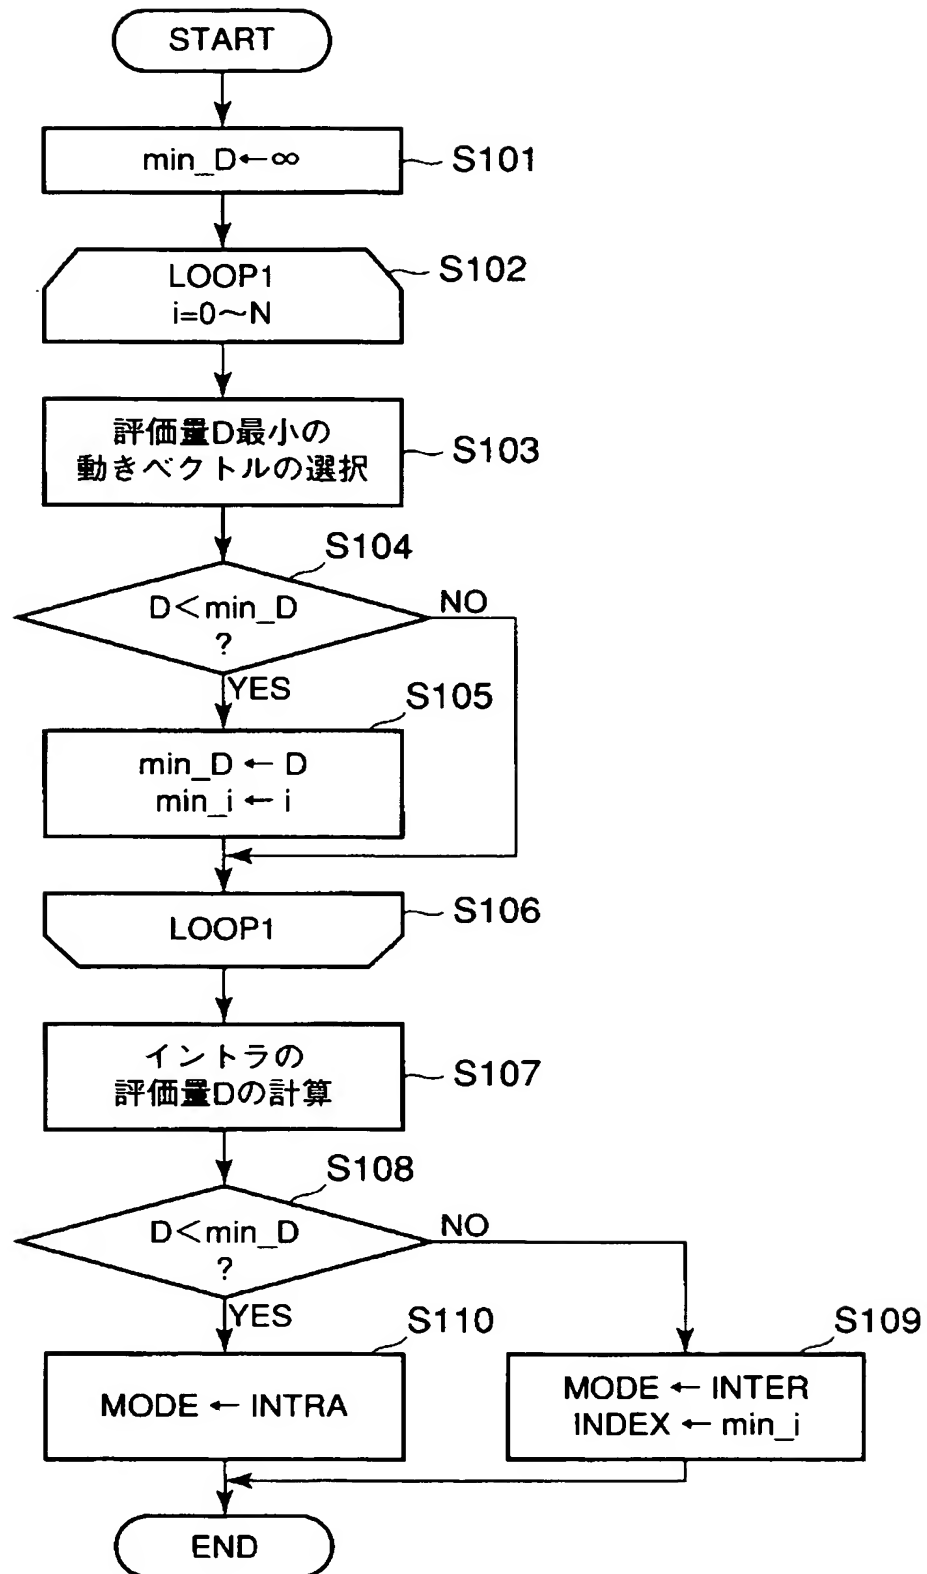 START
min_D←∞
S101
LOOP1
i=0～N
S102
評価量D最小の
動きベクトルの選択
S103
S104
D＜min_D
?
NO
YES
S105
min_D ← D
min_i ← i
LOOP1
S106
イントラの
評価量Dの計算
S107
S108
D＜min_D
?
NO
YES
S110
MODE ← INTRA
S109
MODE ← INTER
INDEX ← min_i
END